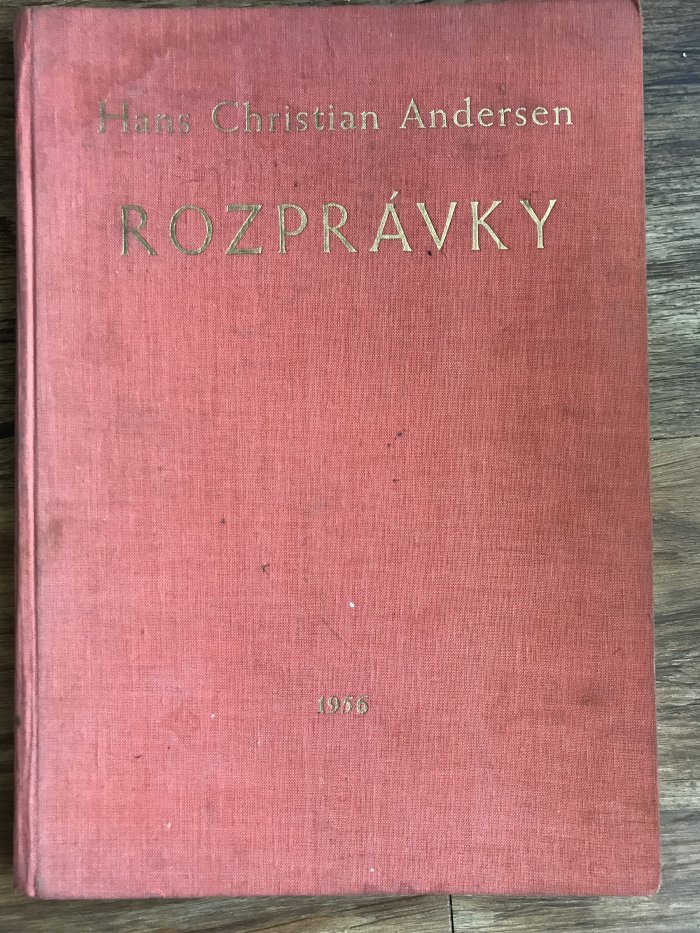 Hans Christian Andersen
ROZPRÁVKY
1956